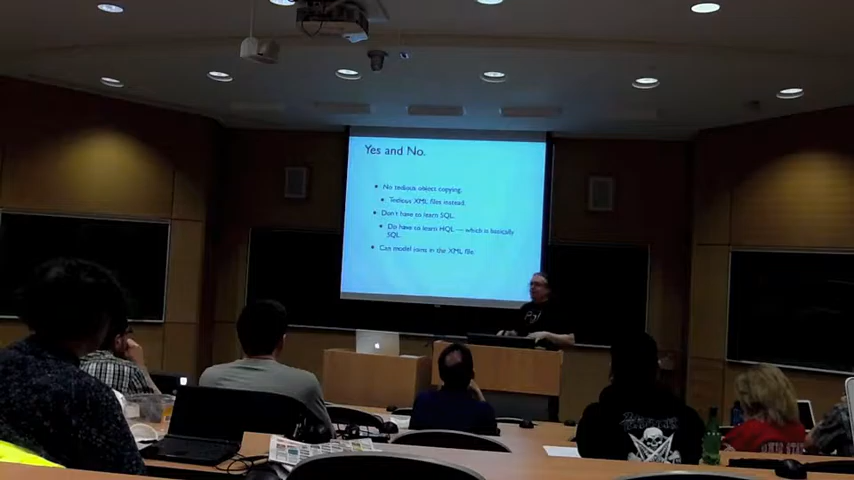 Yes and No.
• No tedious object copying.
• Tedious XML files instead.
• Don't have to learn SQL.
• Do have to learn HQL — which is basically
SQL.
• Can model joins in the XML file